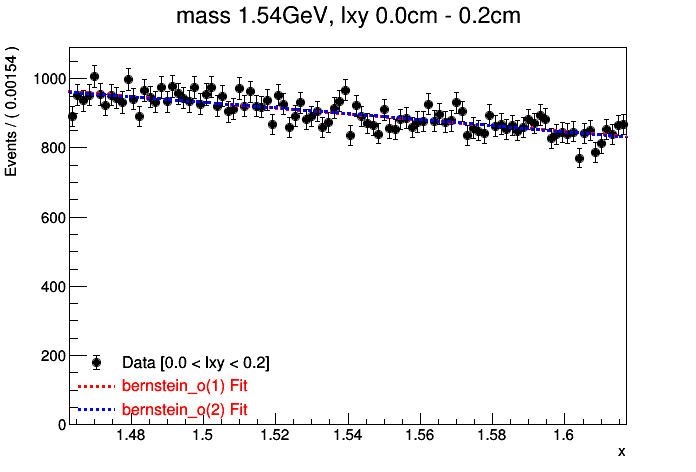 mass 1.54GeV, lxy 0.0cm - 0.2cm
Events / ( 0.00154 )
1000
800
600
400
200
0
Data [0.0 < lxy < 0.2]
bernstein_o(1) Fit
bernstein_o(2) Fit
1.48 1.5 1.52 1.54 1.56 1.58 1.6
x